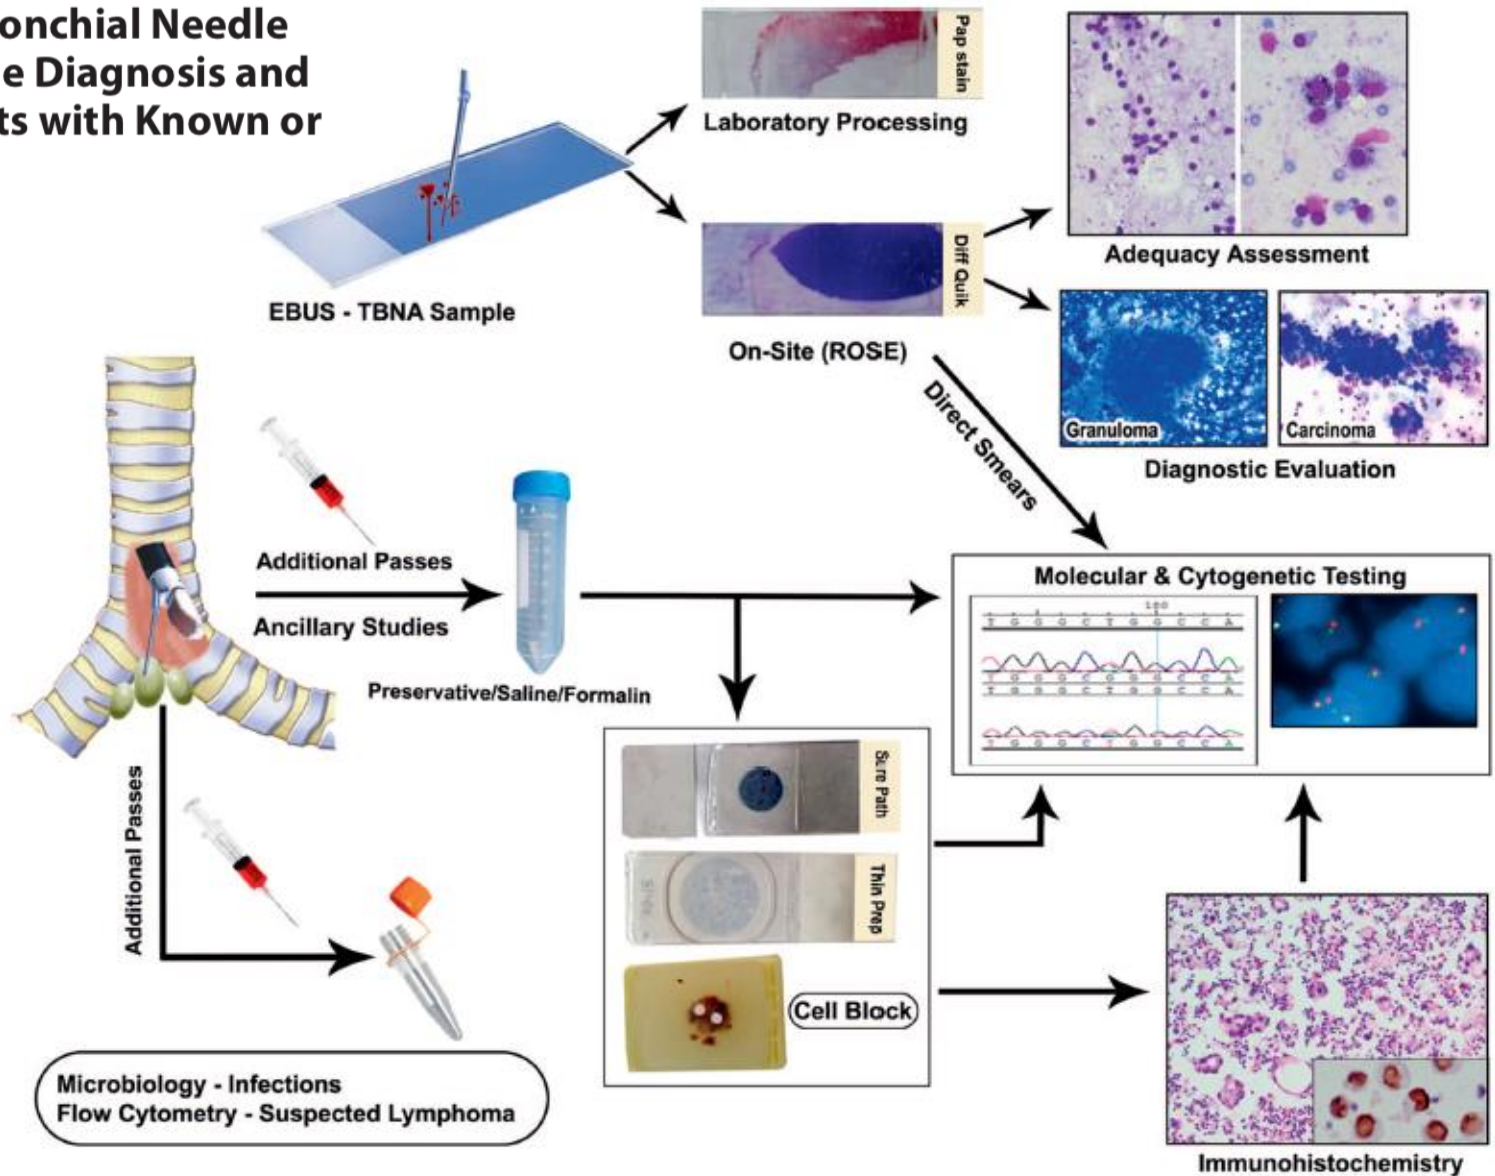 onchial Needle
e Diagnosis and
ts with Known or
Pap stain
Laboratory Processing
EBUS - TBNA Sample
Diff Quik
On-Site (ROSE)
Adequacy Assessment
Granuloma
Carcinoma
Diagnostic Evaluation
Direct Smears
Additional Passes
Ancillary Studies
Preservative/Saline/Formalin
Molecular & Cytogenetic Testing
T G G G C T G G C C A
T G G G C G G G C C A
T G G G C T G G C C A
T G G G C T G G C C A
Additional Passes
Sure Path
Thin Prep
Cell Block
Microbiology - Infections
Flow Cytometry - Suspected Lymphoma
Immunohistochemistry